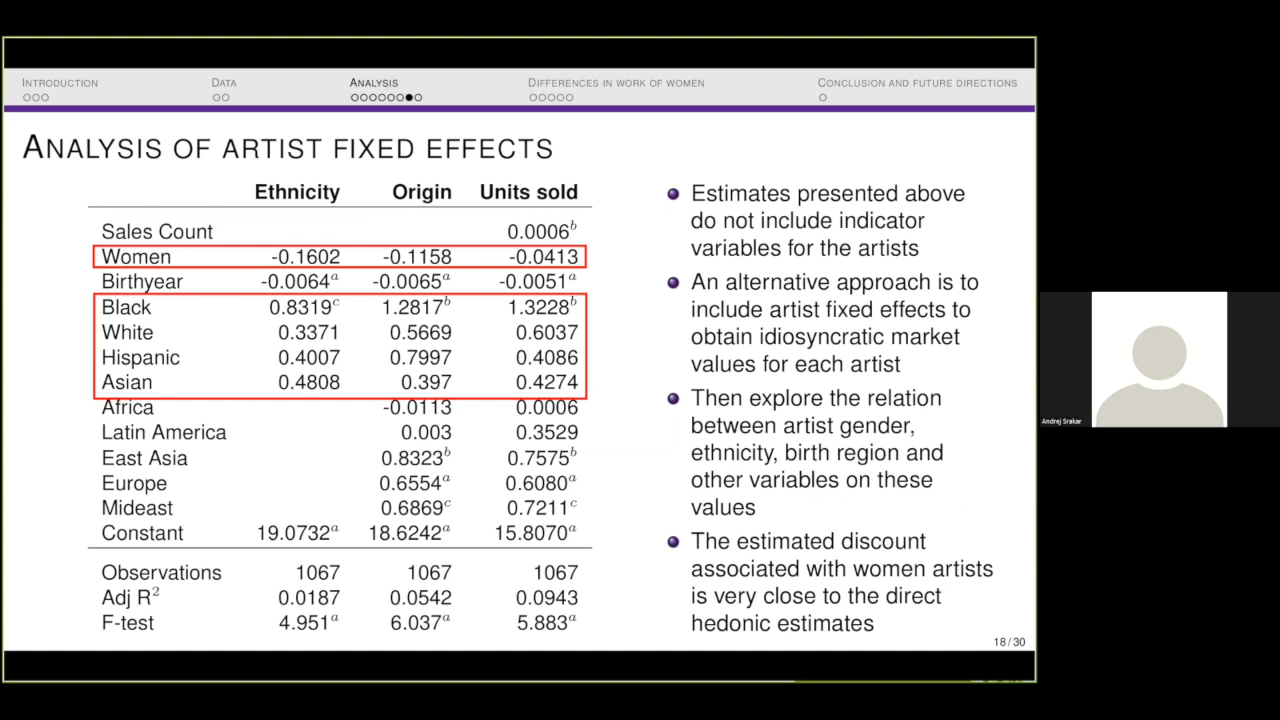 INTRODUCTION DATA ANALYSIS DIFFERENCES IN WORK OF WOMEN CONCLUSION AND FUTURE DIRECTIONS
ANALYSIS OF ARTIST FIXED EFFECTS
Ethnicity Origin Units sold
Sales Count 0.0006b
Women -0.1602 -0.1158 -0.0413
Birthyear -0.0064a -0.0065a -0.0051a
Black 0.8319c 1.2817b 1.3228b
White 0.3371 0.5669 0.6037
Hispanic 0.4007 0.7997 0.4086
Asian 0.4808 0.397 0.4274
Africa -0.0113 0.0006
Latin America 0.003 0.3529
East Asia 0.8323b 0.7575b
Europe 0.6554a 0.6080a
Mideast 0.6869c 0.7211c
Constant 19.0732a 18.6242a 15.8070a
Observations 1067 1067 1067
Adj R2 0.0187 0.0542 0.0943
F-test 4.951a 6.037a 5.883a
Estimates presented above
do not include indicator
variables for the artists
An alternative approach is to
include artist fixed effects to
obtain idiosyncratic market
values for each artist
Then explore the relation
between artist gender,
ethnicity, birth region and
other variables on these
values
The estimated discount
associated with women artists
is very close to the direct
hedonic estimates
18/30
Andrej Srakar